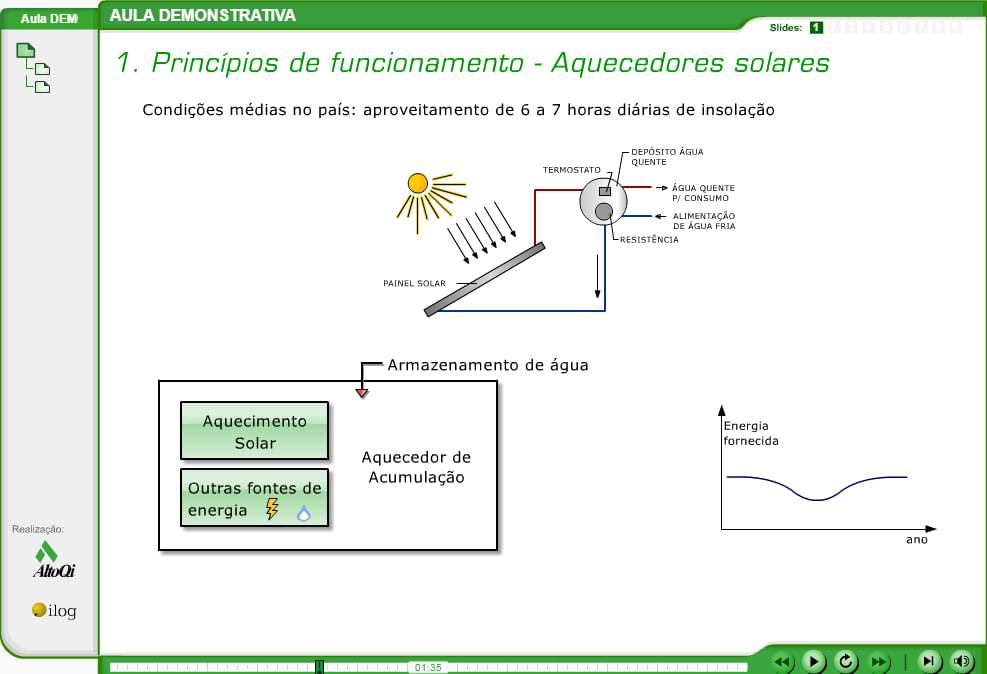 Aula DEM
AULA DEMONSTRATIVA
Slides: 1
1. Princípios de funcionamento - Aquecedores solares
Condições médias no país: aproveitamento de 6 a 7 horas diárias de insolação
DEPÓSITO ÁGUA
QUENTE
TERMOSTATO
ÁGUA QUENTE
P/ CONSUMO
ALIMENTAÇÃO
DE ÁGUA FRIA
RESISTÊNCIA
PAINEL SOLAR
Armazenamento de água
Aquecimento
Solar
Outras fontes de
energia
Aquecedor de
Acumulação
Energia
fornecida
ano
Realização:
AltoQi
ilog
01:35